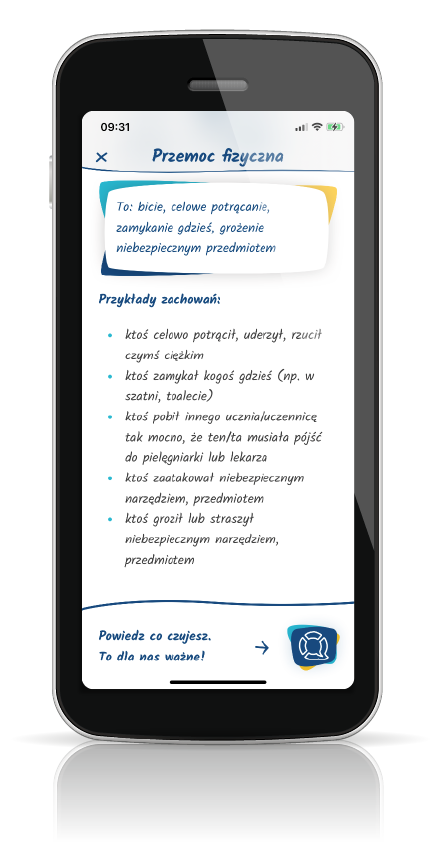 09:31
Przemoc fizyczna
To: bicie, celowe potrącanie,
zamykanie gdzieś, grożenie
niebezpiecznym przedmiotem
Przykłady zachowań:
• ktoś celowo potrącił, uderzył, rzucił
czymś ciężkim
• ktoś zamykał kogoś gdzieś (np. w
szatni, toalecie)
• ktoś pobił innego ucznia/uczennicę
tak mocno, że ten/ta musiała pójść
do pielęgniarki lub lekarza
• ktoś zaatakował niebezpiecznym
narzędziem, przedmiotem
• ktoś groził lub straszył
niebezpiecznym narzędziem,
przedmiotem
Powiedz co czujesz.
To dla nas ważne!